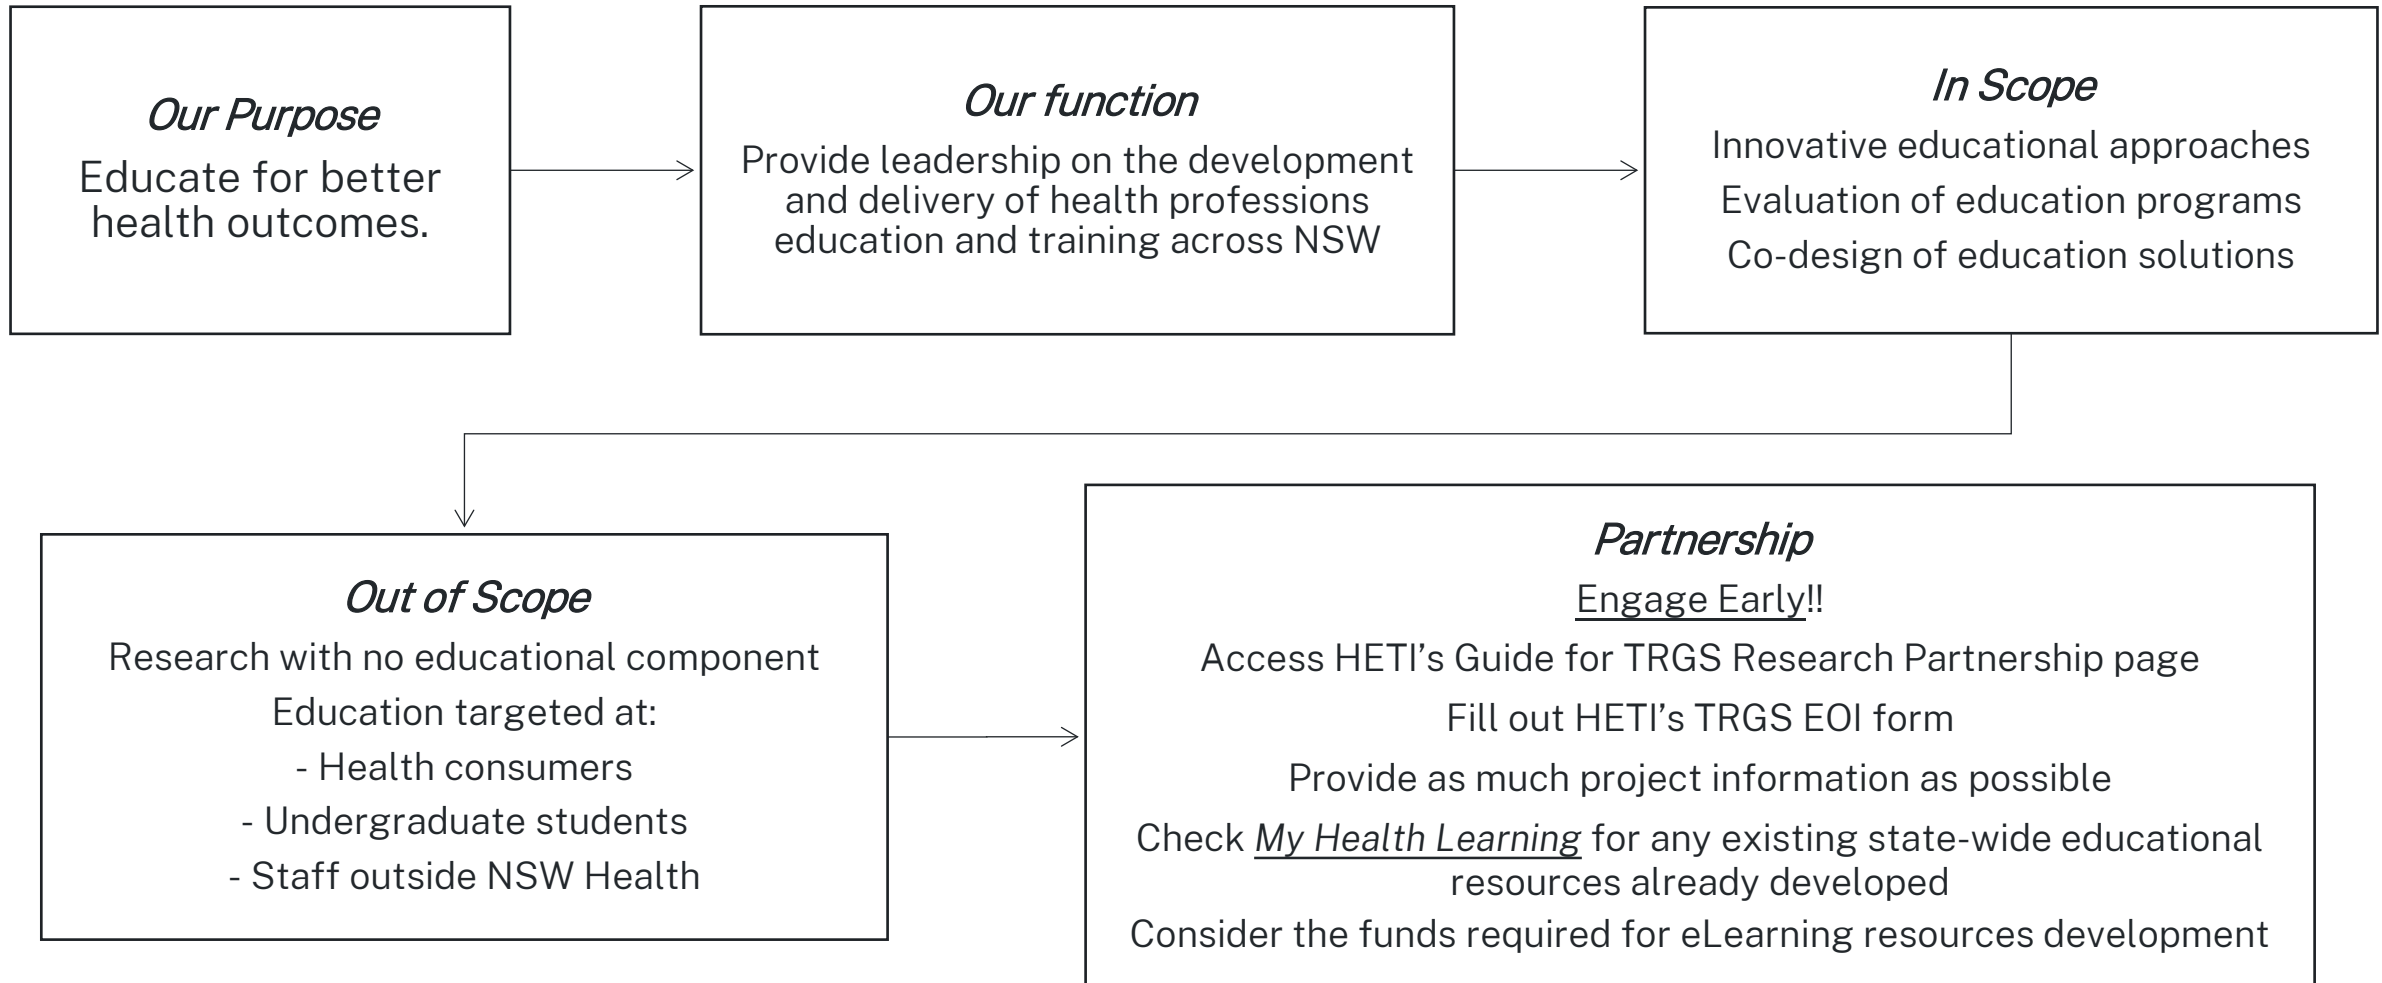 Our Purpose
Educate for better
health outcomes.
Our function
Provide leadership on the development
and delivery of health professions
education and training across NSW
In Scope
Innovative educational approaches
Evaluation of education programs
Co-design of education solutions
Out of Scope
Research with no educational component
Education targeted at:
- Health consumers
- Undergraduate students
- Staff outside NSW Health
Partnership
Engage Early!!
Access HETI’s Guide for TRGS Research Partnership page
Fill out HETI’s TRGS EOI form
Provide as much project information as possible
Check My Health Learning for any existing state-wide educational
resources already developed
Consider the funds required for eLearning resources development